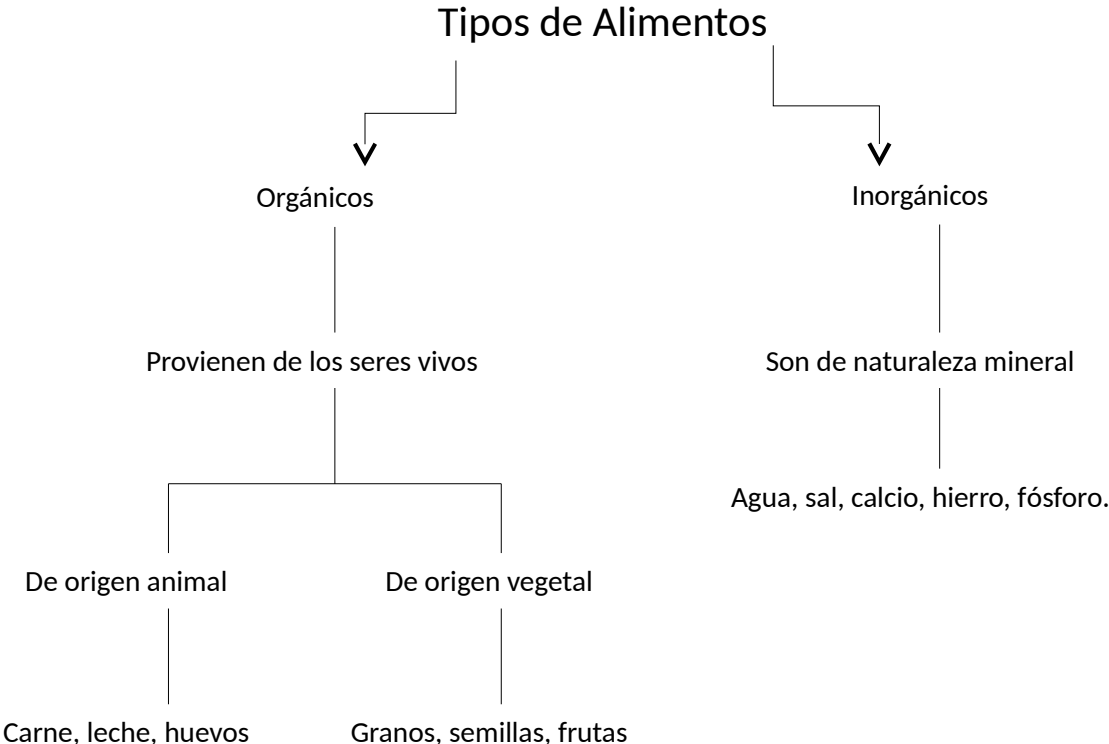 Tipos de Alimentos
Orgánicos
Inorgánicos
Provienen de los seres vivos
Son de naturaleza mineral
Agua, sal, calcio, hierro, fósforo.
De origen animal
De origen vegetal
Carne, leche, huevos
Granos, semillas, frutas